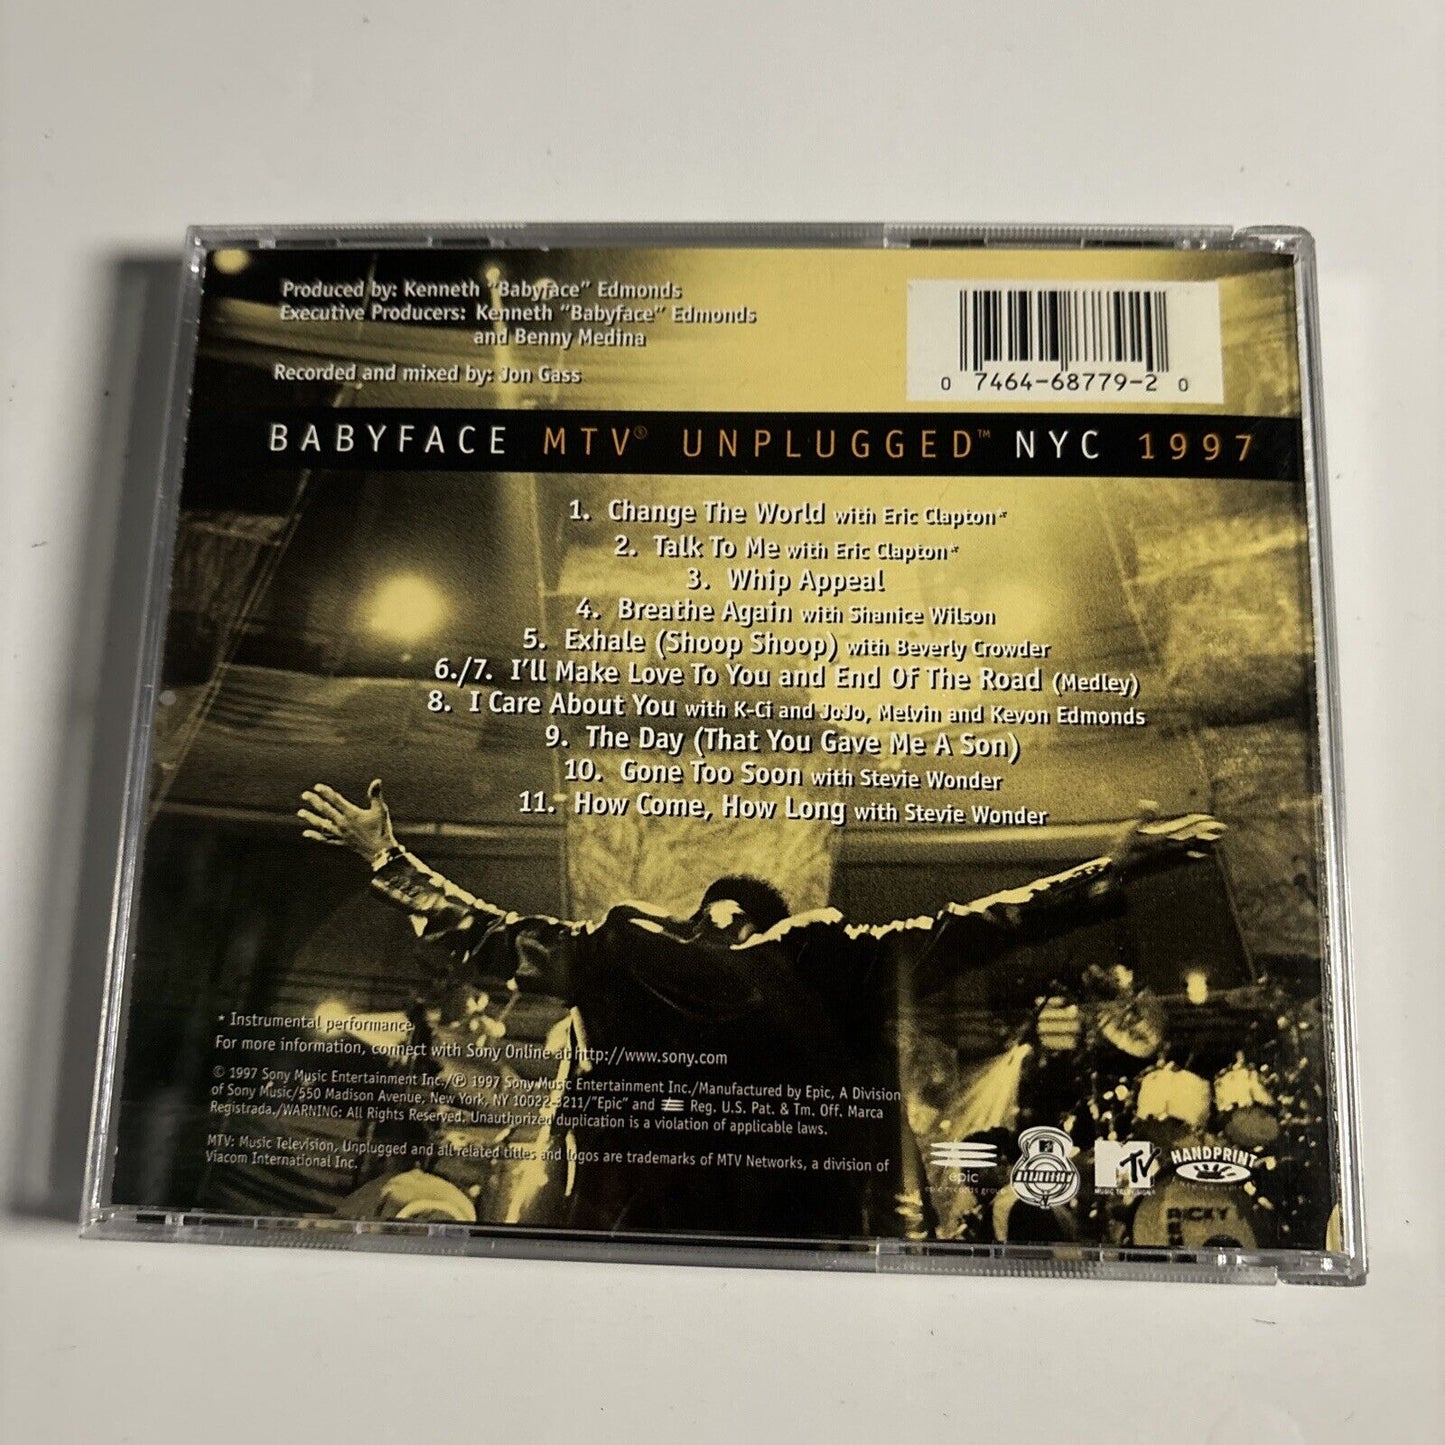 Produced by: Kenneth "Babyface" Edmonds
Executive Producers: Kenneth "Babyface" Edmonds
and Benny Medina
Recorded and mixed by: Jon Gass
0 7464-68779-2 0
BABYFACE MTV® UNPLUGGED™ NYC 1997
1. Change The World with Eric Clapton*
2. Talk To Me with Eric Clapton*
3. Whip Appeal
4. Breathe Again with Shanice Wilson
5. Exhale (Shoop Shoop) with Beverly Crowder
6./7. I'll Make Love To You and End Of The Road (Medley)
8. I Care About You with K-Ci and JoJo, Melvin and Kevon Edmonds
9. The Day (That You Gave Me A Son)
10. Gone Too Soon with Stevie Wonder
11. How Come, How Long with Stevie Wonder
* Instrumental performance
For more information, connect with Sony Online at http://www.sony.com
© 1997 Sony Music Entertainment Inc./℗ 1997 Sony Music Entertainment Inc./Manufactured by Epic, A Division
of Sony Music/550 Madison Avenue, New York, NY 10022-3211/"Epic" and Reg. U.S. Pat. & Tm. Off. Marca
Registrada./WARNING: All Rights Reserved. Unauthorized duplication is a violation of applicable laws.
MTV: Music Television, Unplugged and all related titles and logos are trademarks of MTV Networks, a division of
Viacom International Inc.
epic
epic records group
MTV
MUSIC TELEVISION®
HANDPRINT
RICKY